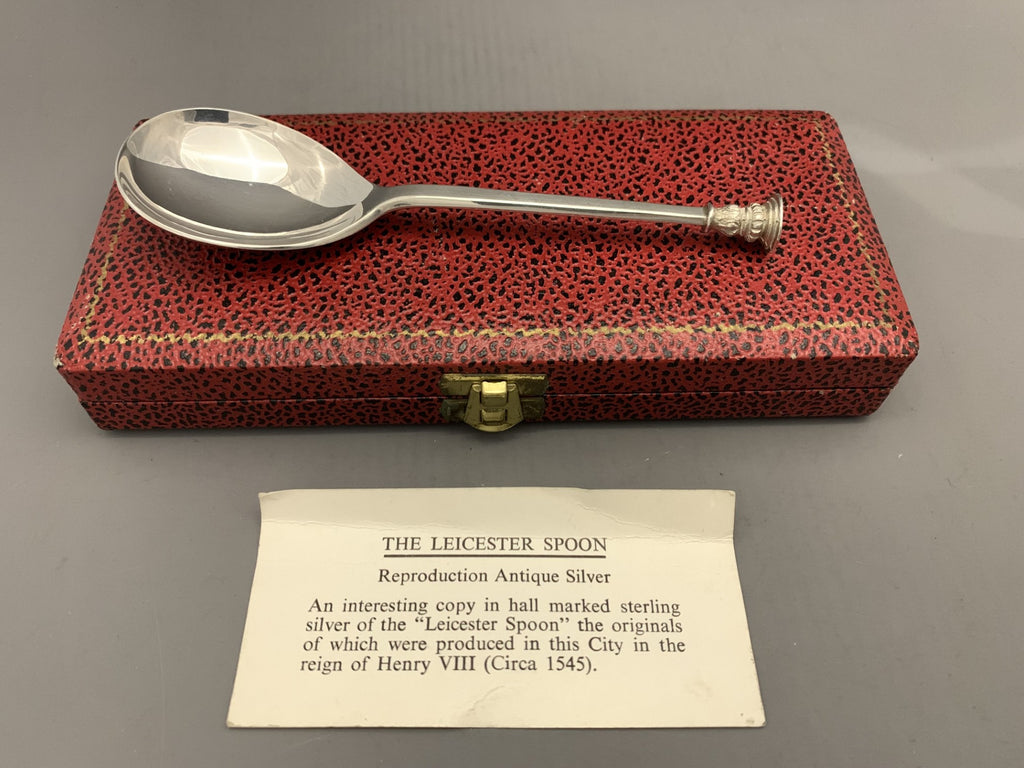 THE LEICESTER SPOON
Reproduction Antique Silver
An interesting copy in hall marked sterling
silver of the "Leicester Spoon" the originals
of which were produced in this City in the
reign of Henry VIII (Circa 1545).